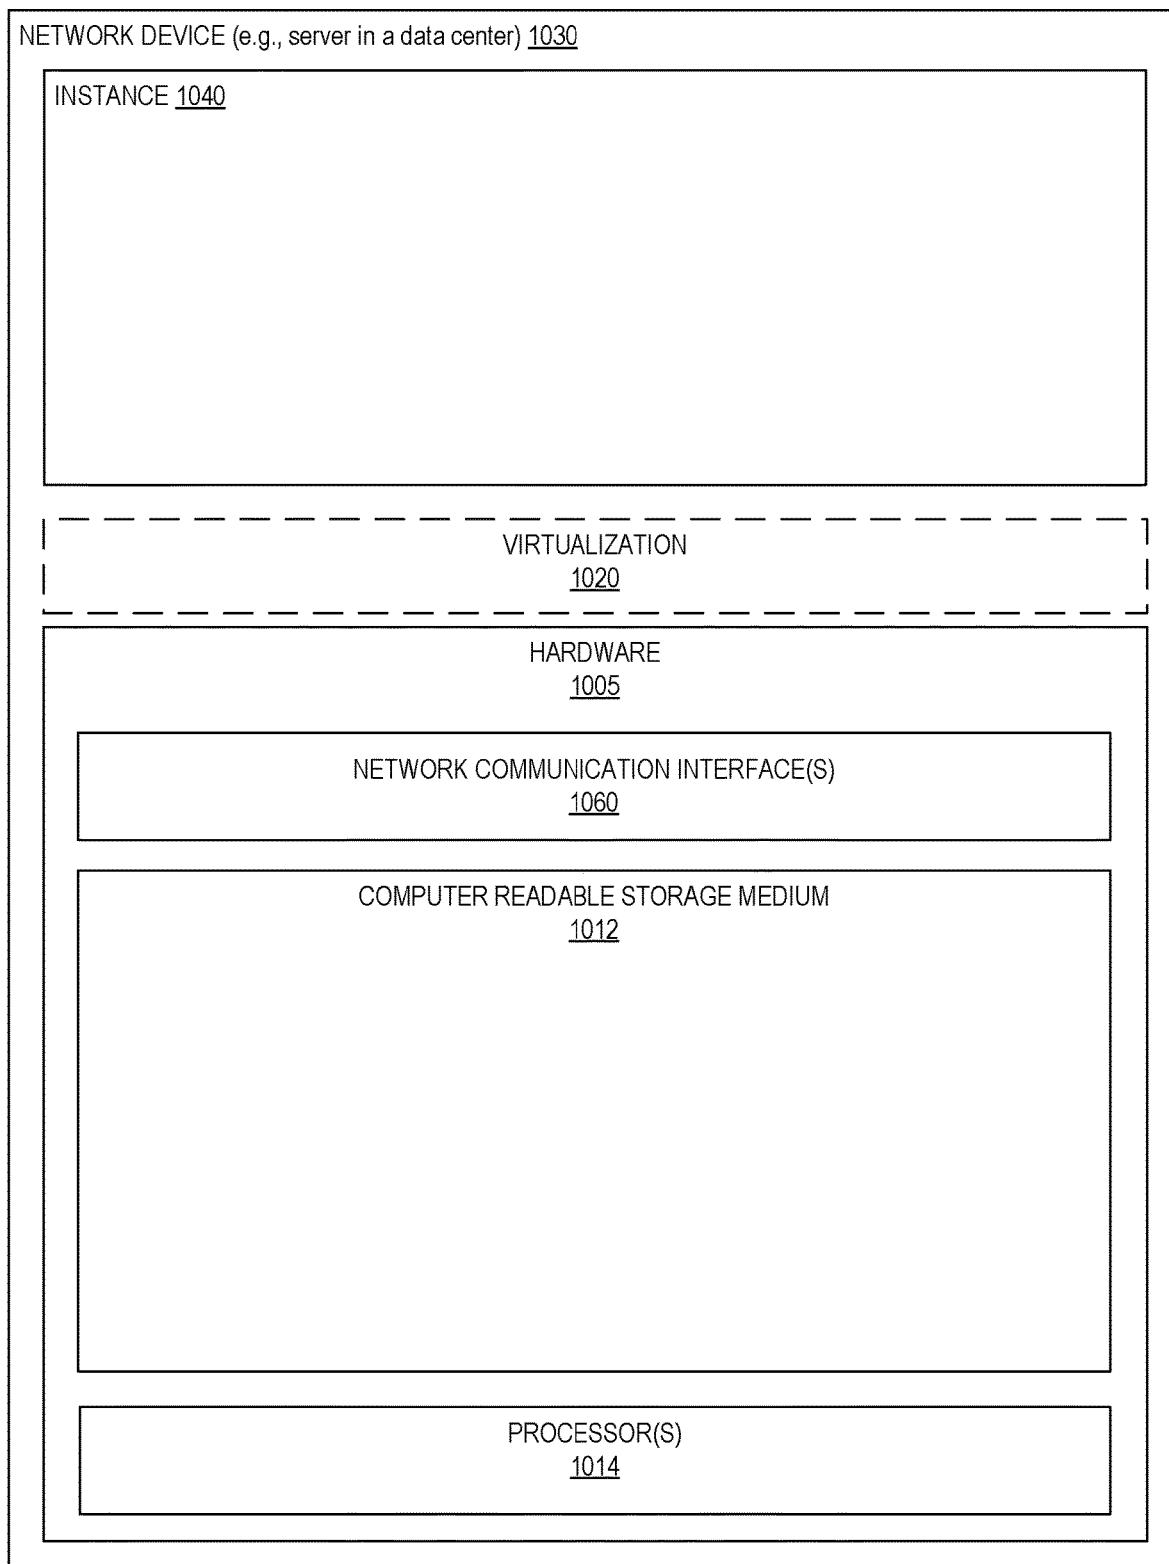 NETWORK DEVICE (e.g., server in a data center) 1030
INSTANCE 1040
VIRTUALIZATION
1020
HARDWARE
1005
NETWORK COMMUNICATION INTERFACE(S)
1060
COMPUTER READABLE STORAGE MEDIUM
1012
PROCESSOR(S)
1014